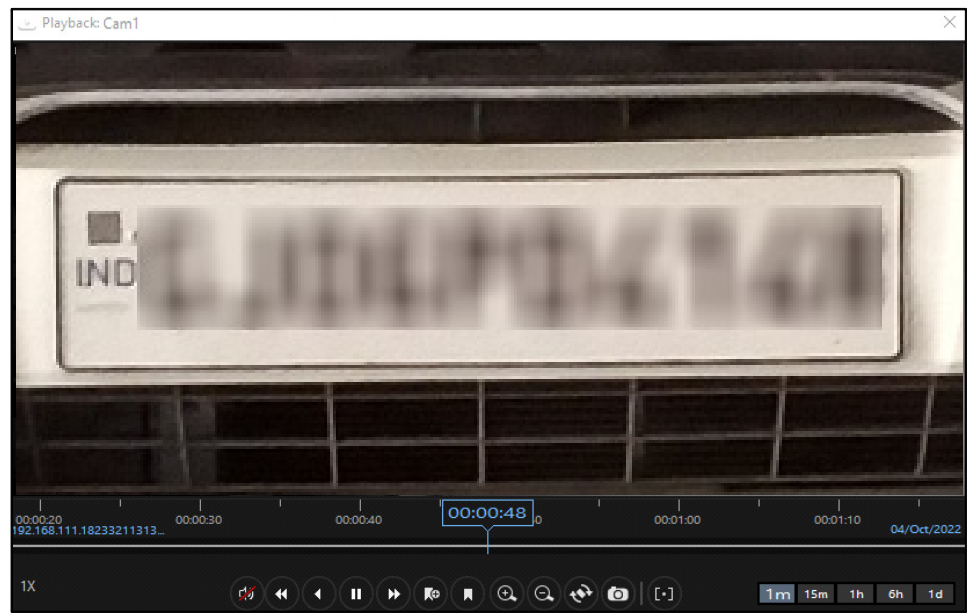 Playback: Cam1
IND
00:00:20
00:00:30
00:00:40
00:00:48
01:00
00:01:10
192.168.111.18233211313...
04/Oct/2022
1X
1m 15m 1h 6h 1d